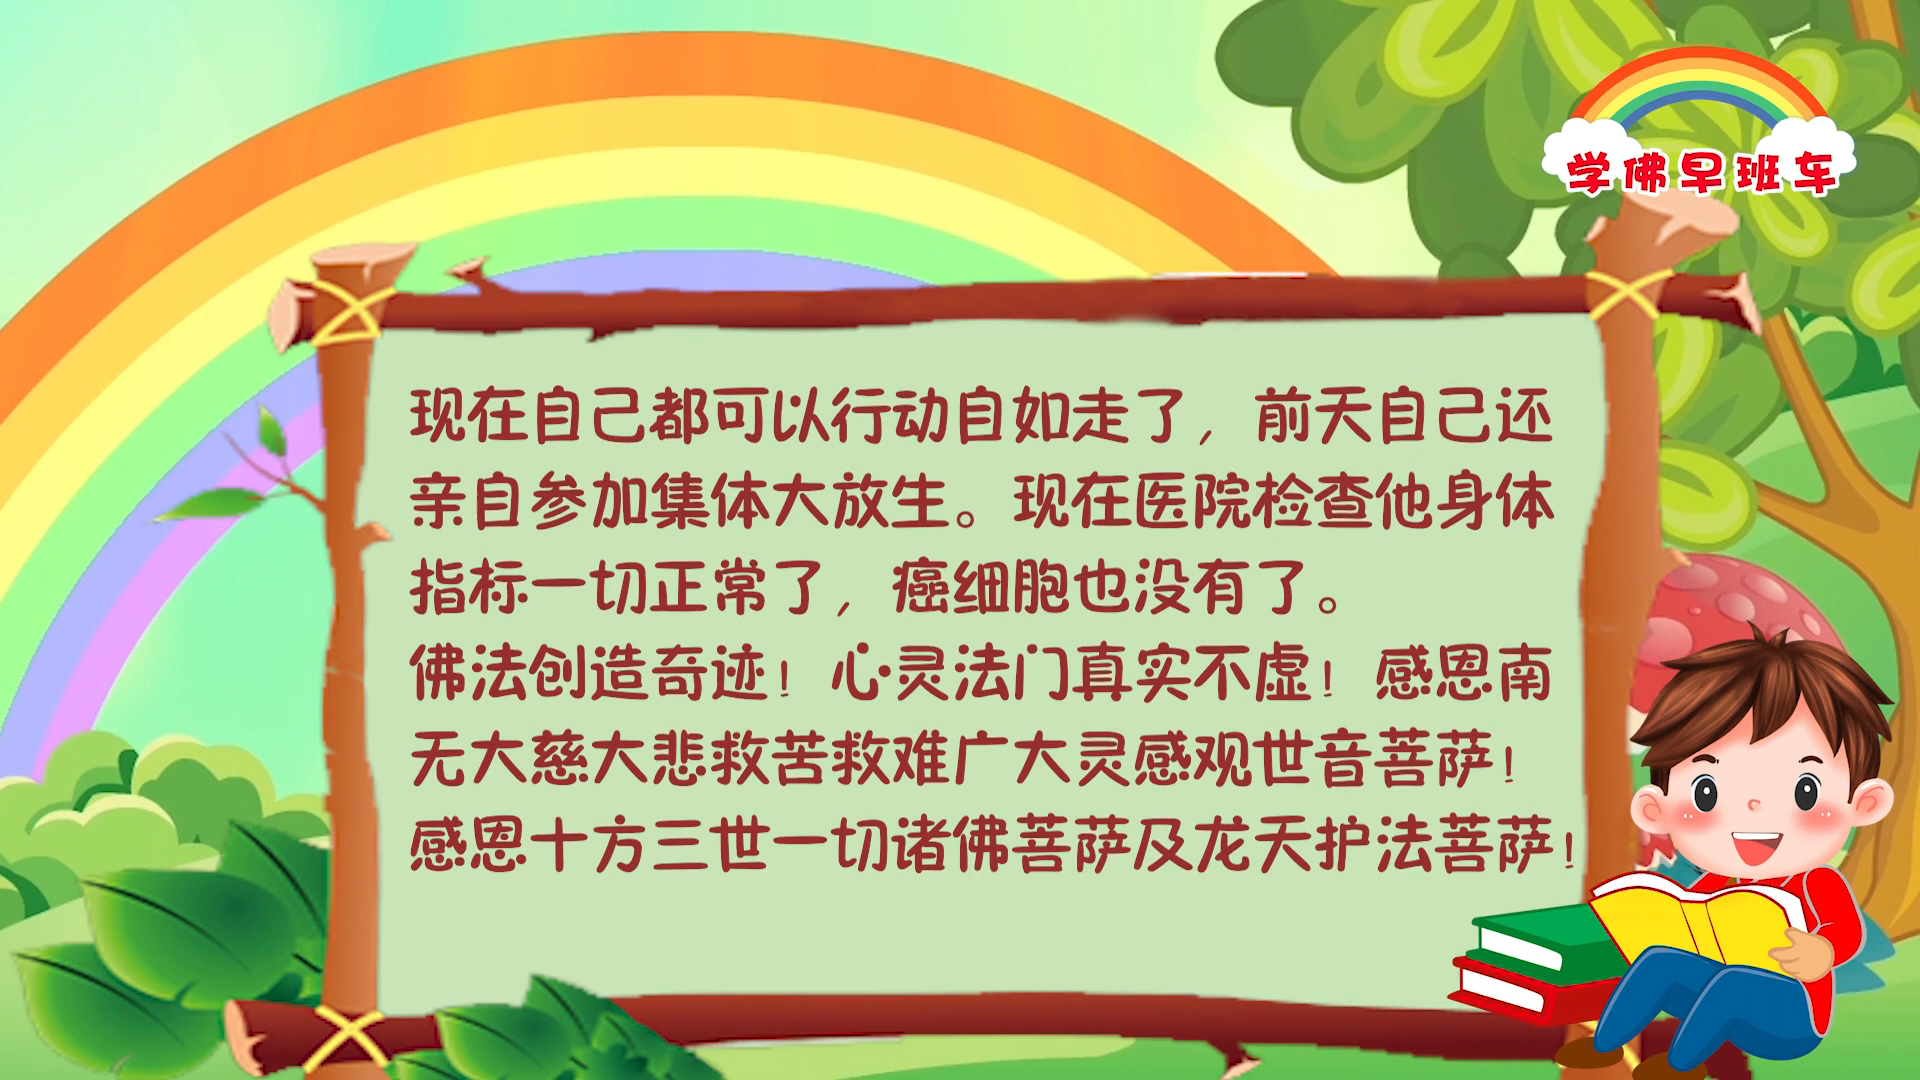 学佛早班车
现在自己都可以行动自如走了，前天自己还
亲自参加集体大放生。现在医院检查他身体
指标一切正常了，癌细胞也没有了。
佛法创造奇迹！心灵法门真实不虚！感恩南
无大慈大悲救苦救难广大灵感观世音菩萨！
感恩十方三世一切诸佛菩萨及龙天护法菩萨！